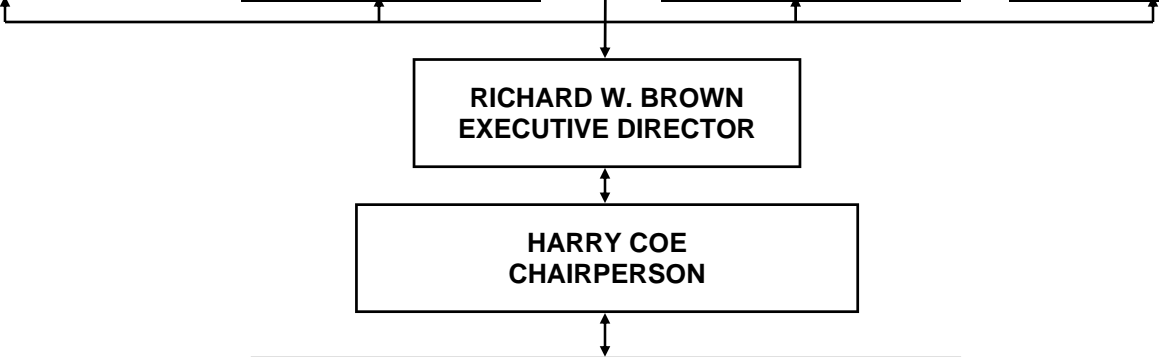 RICHARD W. BROWN
EXECUTIVE DIRECTOR
HARRY COE
CHAIRPERSON